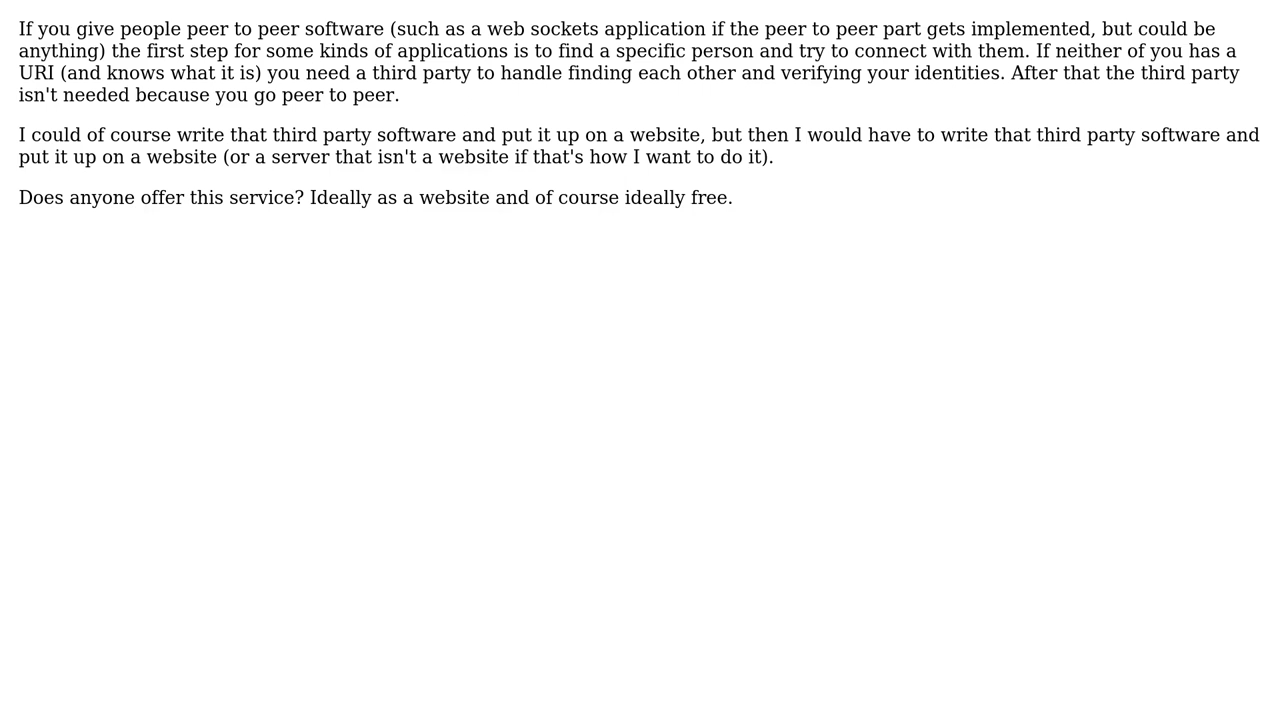 If you give people peer to peer software (such as a web sockets application if the peer to peer part gets implemented, but could be
anything) the first step for some kinds of applications is to find a specific person and try to connect with them. If neither of you has a
URI (and knows what it is) you need a third party to handle finding each other and verifying your identities. After that the third party
isn't needed because you go peer to peer.
I could of course write that third party software and put it up on a website, but then I would have to write that third party software and
put it up on a website (or a server that isn't a website if that's how I want to do it).
Does anyone offer this service? Ideally as a website and of course ideally free.